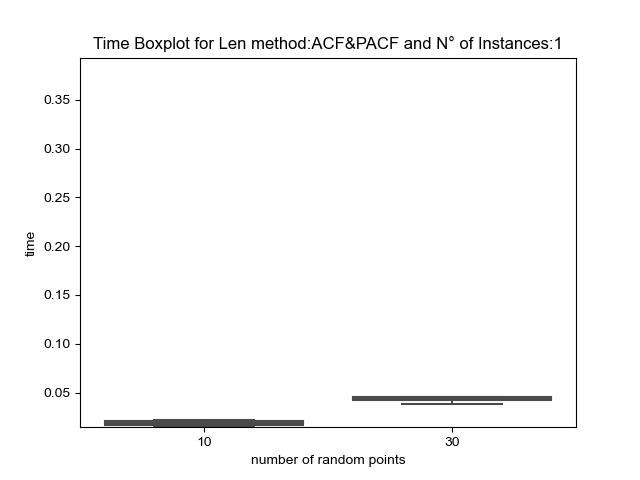 Time Boxplot for Len method:ACF&PACF and N° of Instances:1
0.35
0.30
0.25
0.20
0.15
0.10
0.05
time
10 30
number of random points